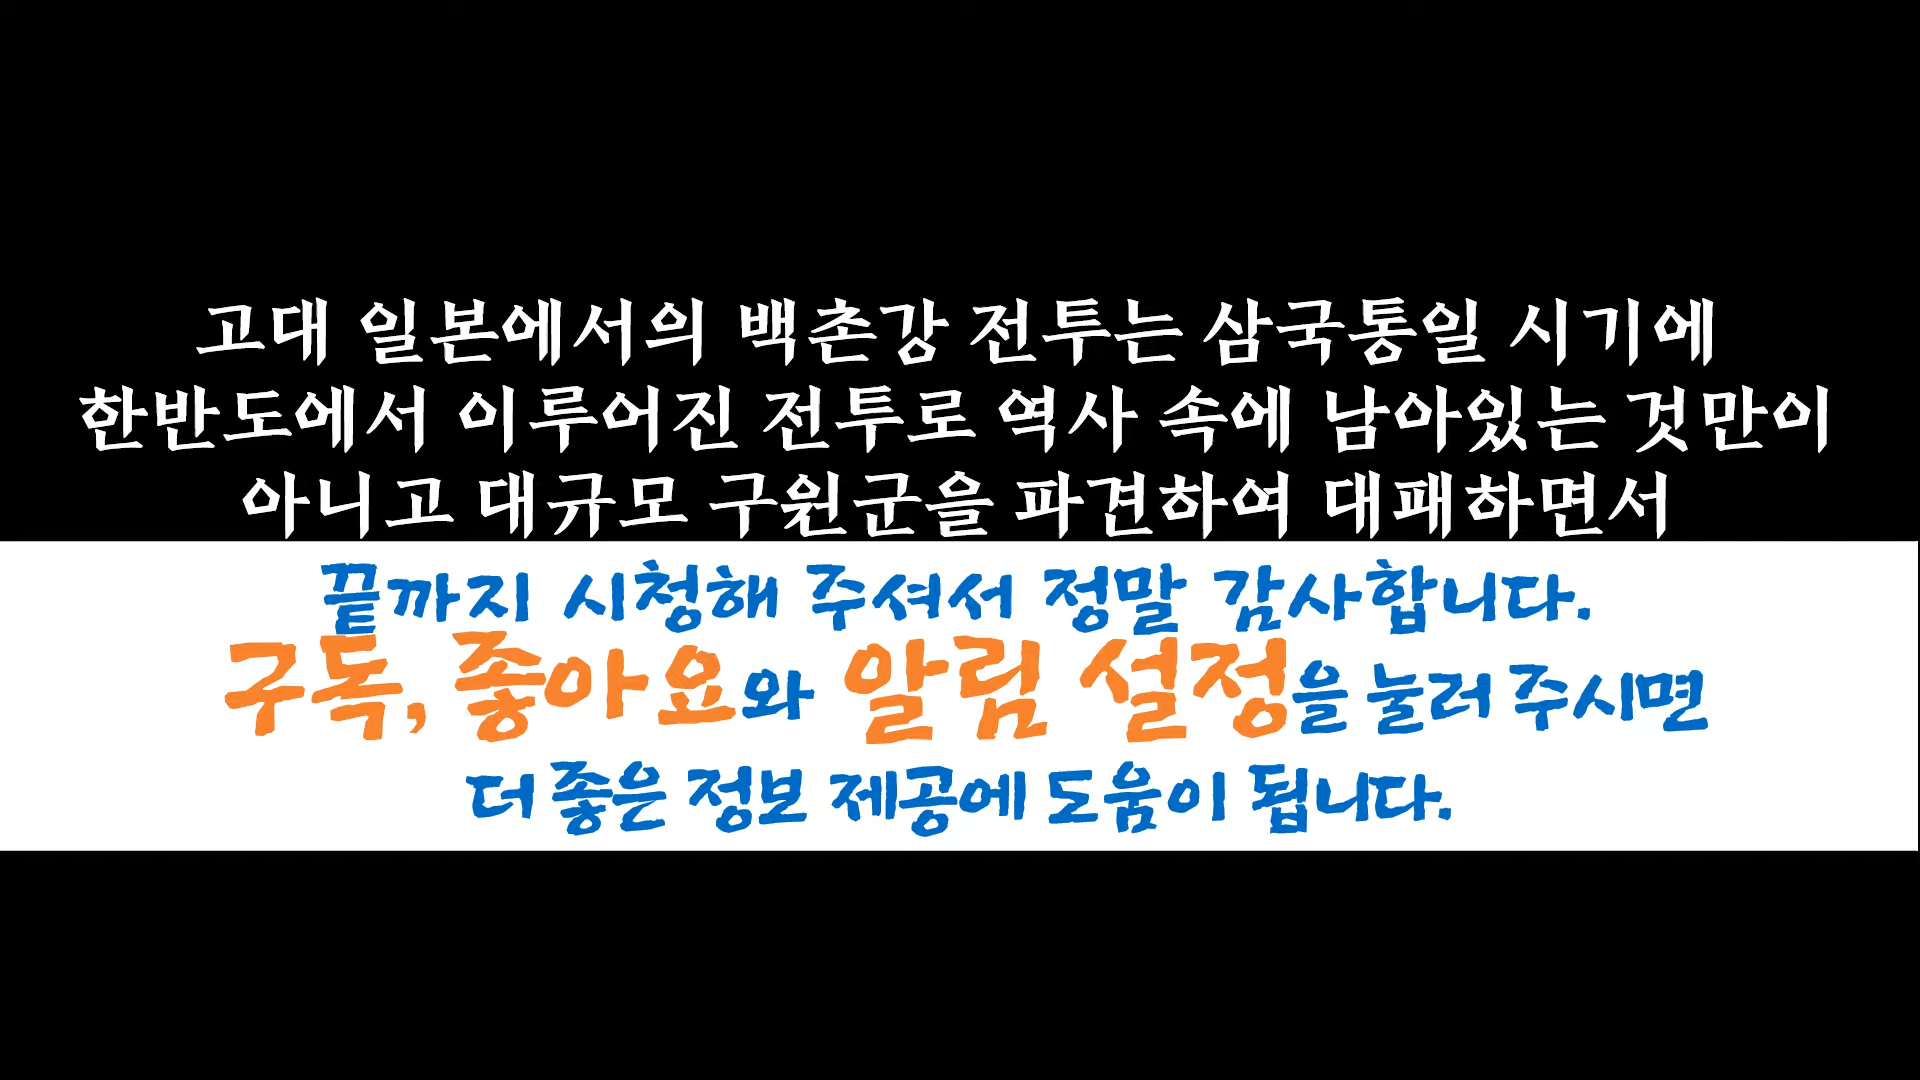 고대 일본에서의 백촌강 전투는 삼국통일 시기에
한반도에서 이루어진 전투로 역사 속에 남아있는 것만이
아니고 대규모 구원군을 파견하여 대패하면서
끝까지 시청해 주셔서 정말 감사합니다.
구독, 좋아요와 알림 설정을 눌러 주시면
더 좋은 정보 제공에 도움이 됩니다.